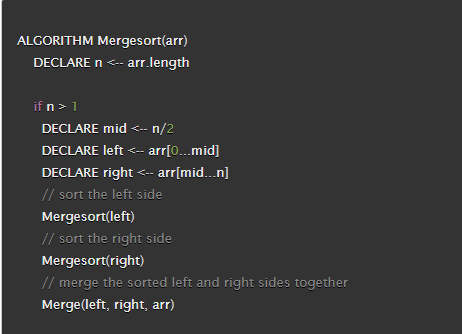 ALGORITHM Mergesort(arr)
DECLARE n <-- arr.length
if n > 1
DECLARE mid <-- n/2
DECLARE left <-- arr[0...mid]
DECLARE right <-- arr[mid...n]
// sort the left side
Mergesort(left)
// sort the right side
Mergesort(right)
// merge the sorted left and right sides together
Merge(left, right, arr)